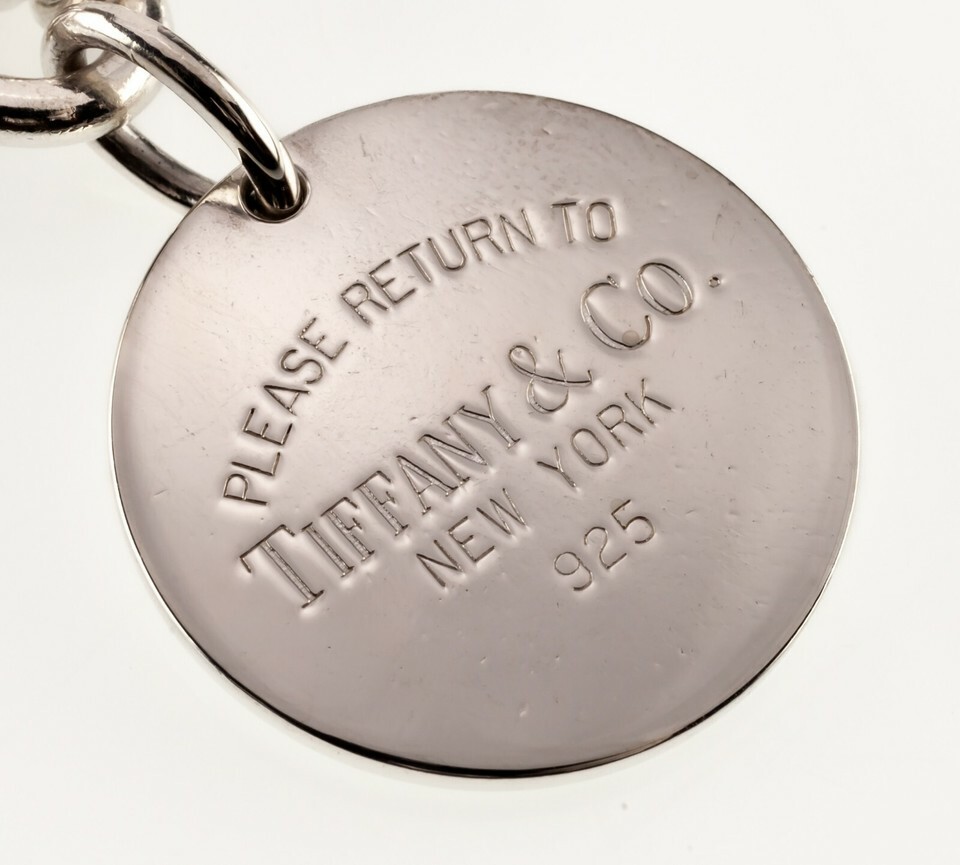 PLEASE RETURN TO
TIFFANY & CO.
NEW YORK
925